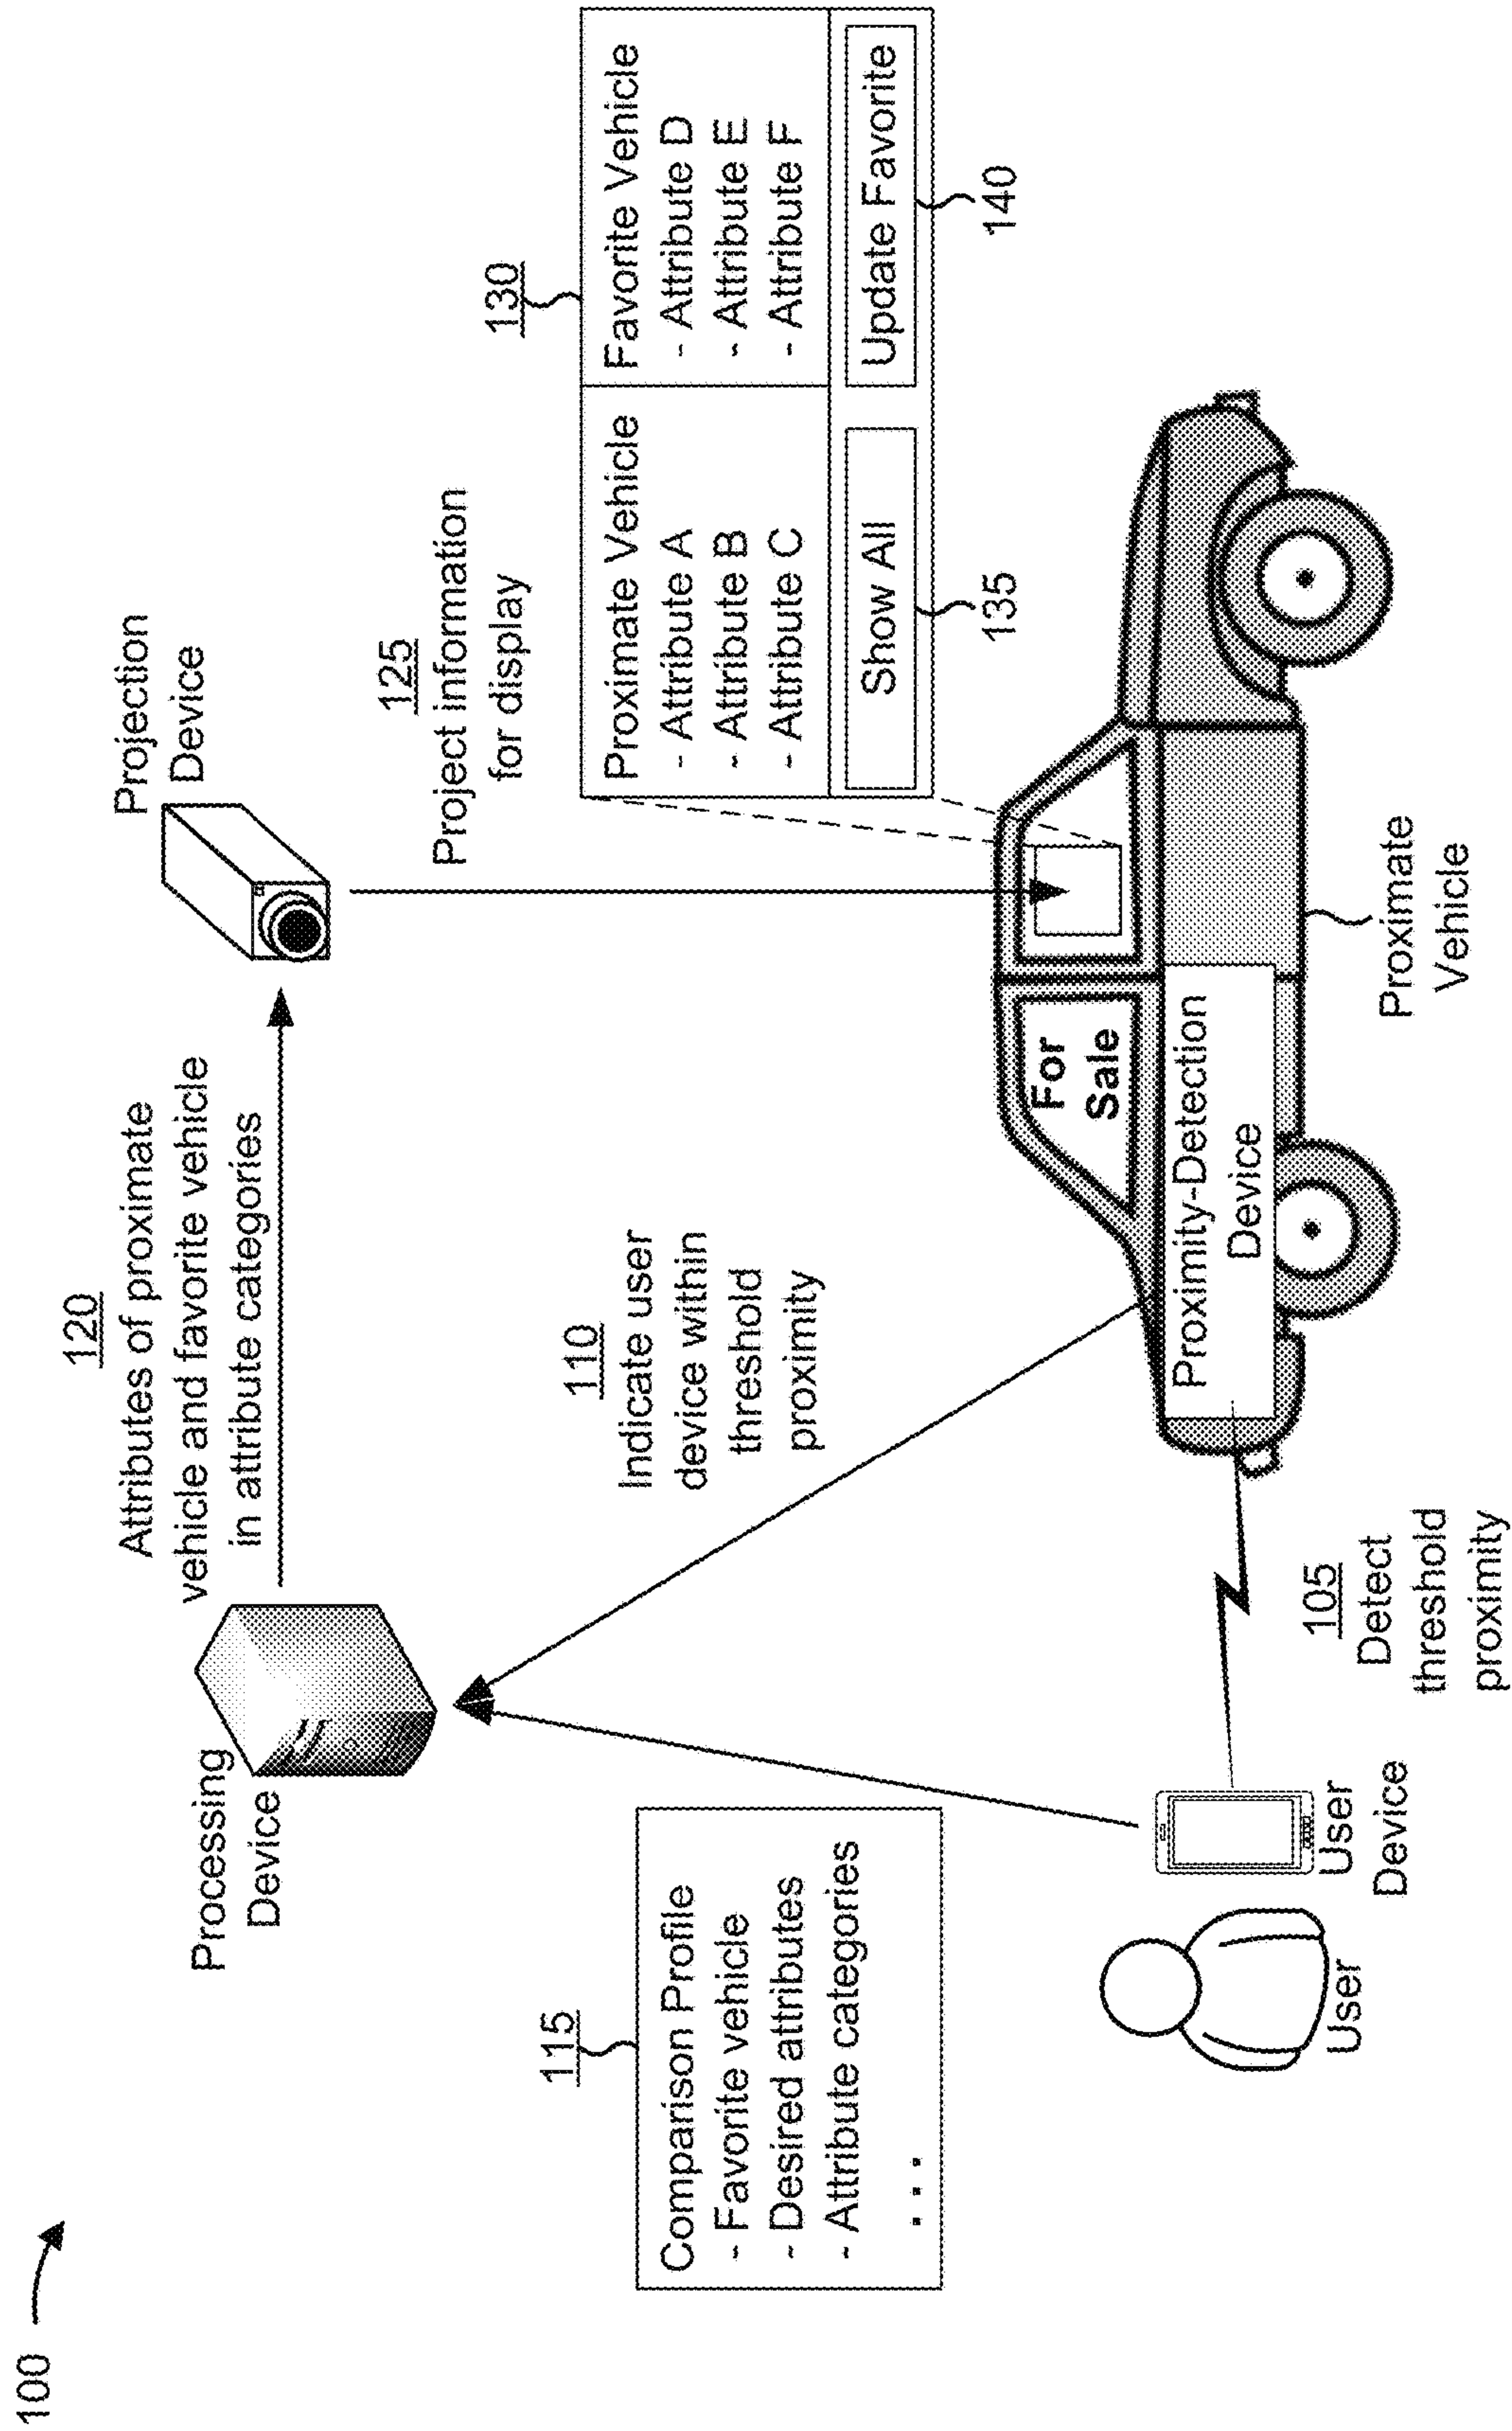 100
115
Comparison Profile
- Favorite vehicle
- Desired attributes
- Attribute categories
. . .
User
User
Device
Processing
Device
105
Detect
threshold
proximity
110
Indicate user
device within
threshold
proximity
120
Attributes of proximate
vehicle and favorite vehicle
in attribute categories
Projection
Device
125
Project information
for display
130
Proximate Vehicle
- Attribute A
- Attribute B
- Attribute C
Favorite Vehicle
- Attribute D
- Attribute E
- Attribute F
Show All
Update Favorite
135
140
For
Sale
Proximity-Detection
Device
Proximate
Vehicle